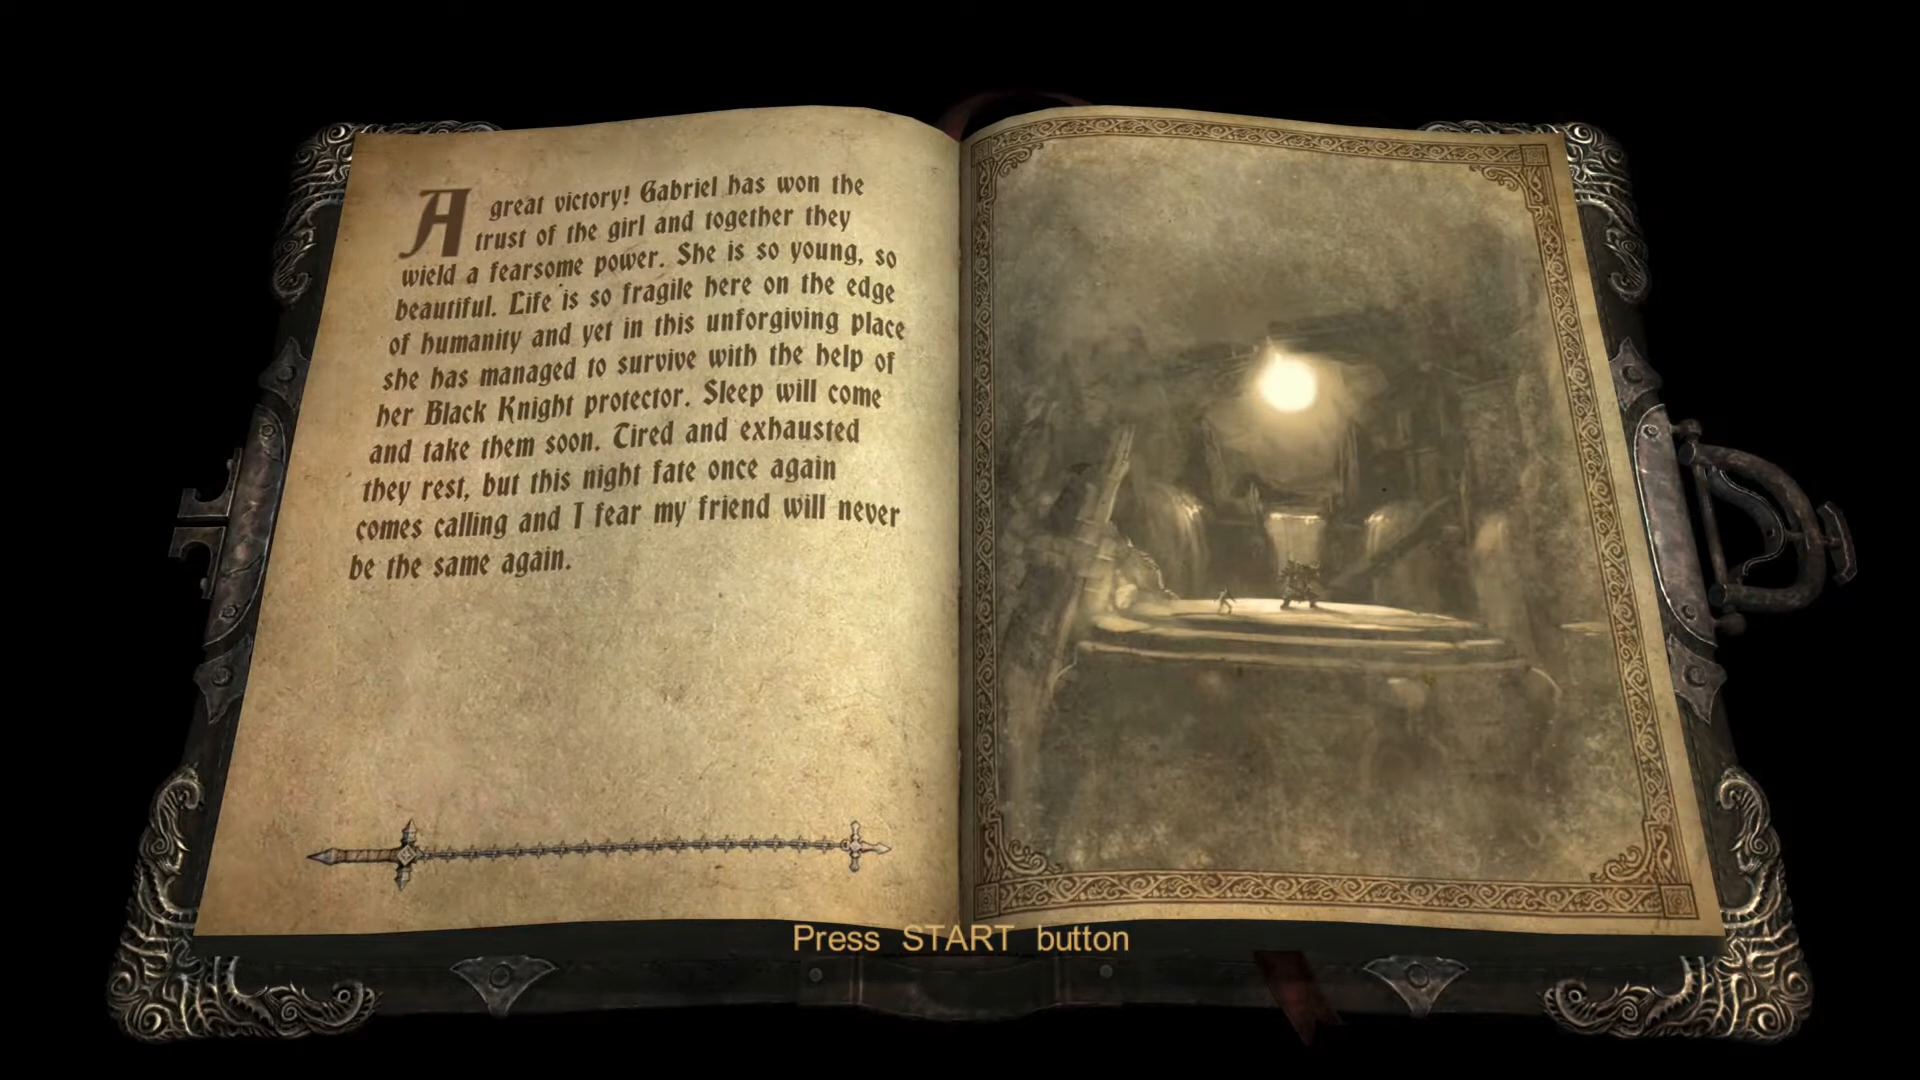 A great victory! Gabriel has won the
trust of the girl and together they
wield a fearsome power. She is so young, so
beautiful. Life is so fragile here on the edge
of humanity and yet in this unforgiving place
she has managed to survive with the help of
her Black Knight protector. Sleep will come
and take them soon. Tired and exhausted
they rest, but this night fate once again
comes calling and I fear my friend will never
be the same again.
Press START button